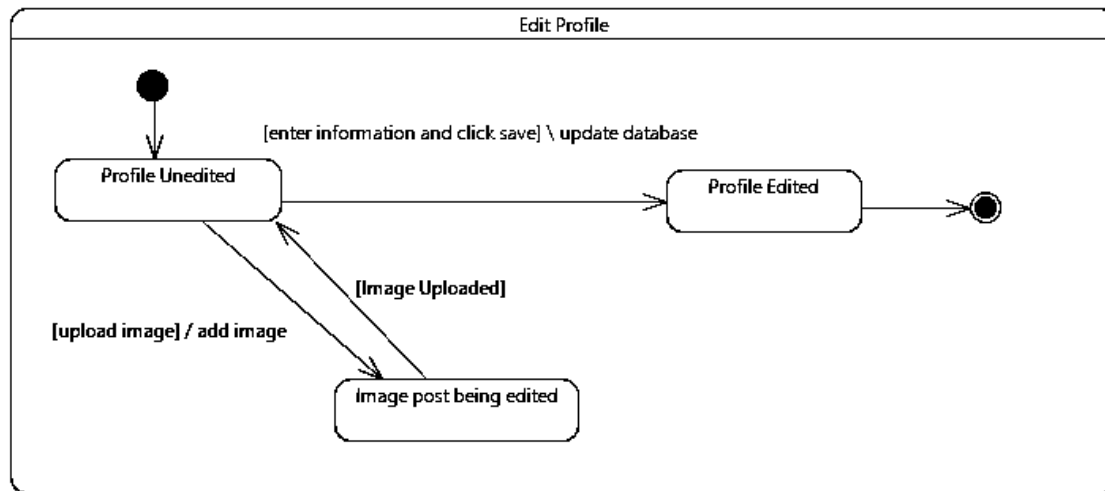 Edit Profile
[enter information and click save] \ update database
Profile Unedited
Profile Edited
[Image Uploaded]
[upload image] / add image
Image post being edited